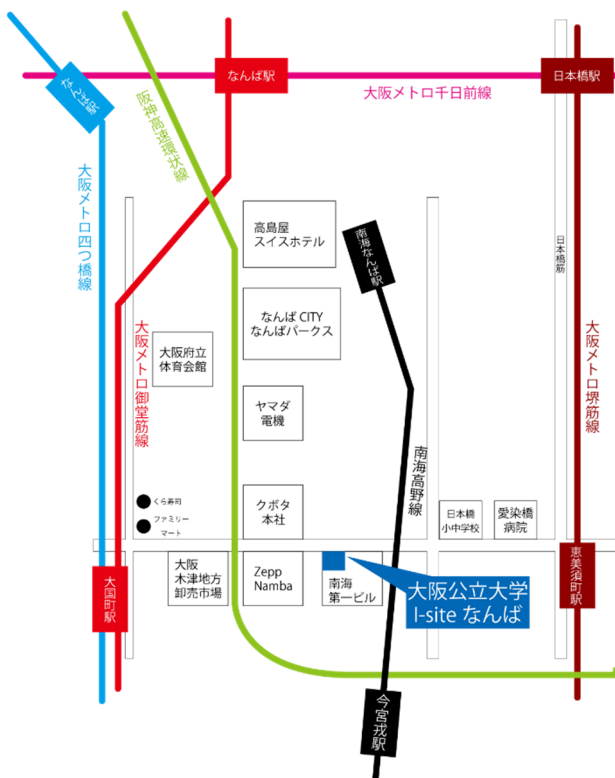 なんば駅
なんば駅
日本橋駅
大阪メトロ千日前線
阪神高速環状線
大阪メトロ四つ橋線
高島屋
スイスホテル
南海なんば駅
日本橋筋
なんば CITY
なんばパークス
大阪府立
体育会館
大阪メトロ御堂筋線
大阪メトロ堺筋線
ヤマダ
電機
南海高野線
くら寿司
ファミリー
マート
クボタ
本社
日本橋
小中学校
愛染橋
病院
大国町駅
大阪
木津地方
卸売市場
Zepp
Namba
南海
第一ビル
大阪公立大学
I-site なんば
恵美須町駅
今宮戎駅